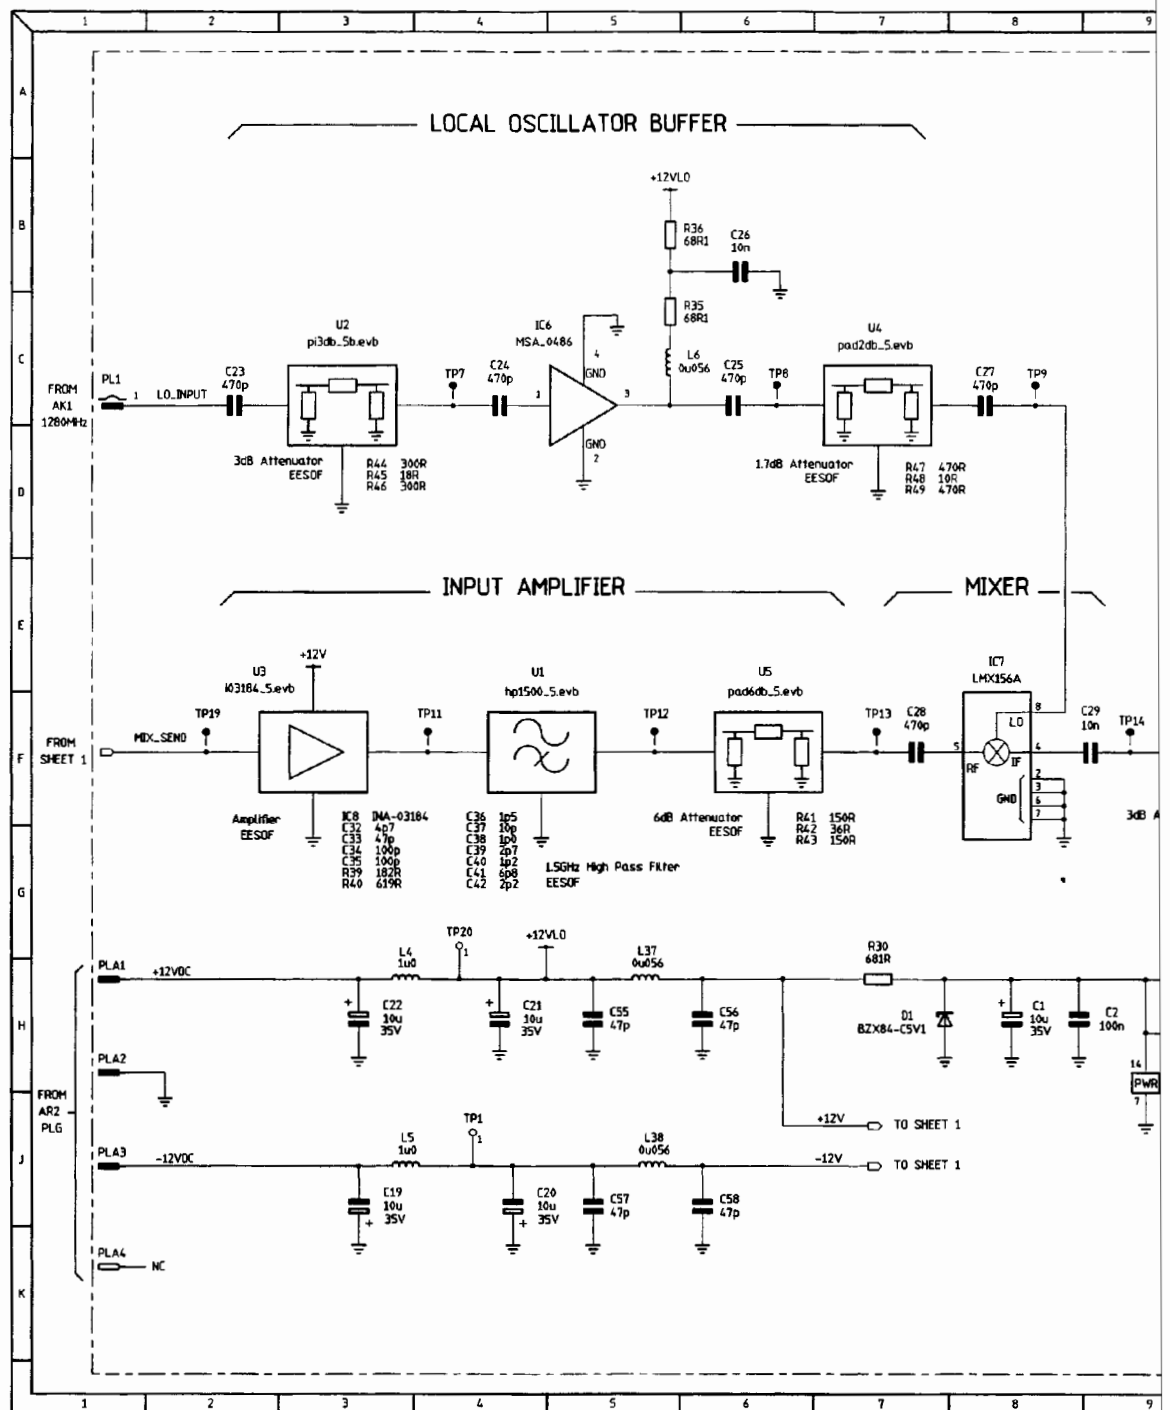 1 2 3 4 5 6 7 8 9
A
LOCAL OSCILLATOR BUFFER
+12VLO
B
R36
68R1
C26
10n
R35
68R1
U2
pi3db_5b.evb
IC6
MSA_0486
U4
pad2db_5.evb
C
4
GND
L6
0u056
FROM
AK1
1280MHz
PL1
1
LO_INPUT
C23
470p
TP7
C24
470p
1
3
C25
470p
TP8
C27
470p
TP9
GND
2
3dB Attenuator
EESOF
R44 300R
R45 18R
R46 300R
1.7dB Attenuator
EESOF
R47 470R
R48 10R
R49 470R
D
INPUT AMPLIFIER
MIXER
E
+12V
U3
i03184_5.evb
U1
hp1500_5.evb
U5
pad6db_5.evb
IC7
LMX156A
FROM
SHEET 1
MIX_SEND
TP19
TP11
TP12
TP13
C28
470p
8
LO
5
RF
IF
4
C29
10n
TP14
F
GND
2
3
6
7
Amplifier
EESOF
IC8 INA-03184
C32 4p7
C33 47p
C34 100p
C35 100p
R39 182R
R40 619R
C36 1p5
C37 10p
C38 1p0
C39 2p7
C40 1p2
C41 6p8
C42 2p2
1.5GHz High Pass Filter
EESOF
6dB Attenuator
EESOF
R41 150R
R42 36R
R43 150R
3dB A
G
PLA1
+12VDC
L4
1u0
TP20
1
+12VLO
L37
0u056
R30
681R
H
C22
10u
35V
+
C21
10u
35V
+
C55
47p
C56
47p
D1
BZX84-C5V1
C1
10u
35V
+
C2
100n
PLA2
14
PWR
7
FROM
AR2
PLG
+12V
TO SHEET 1
J
PLA3
-12VDC
L5
1u0
TP1
1
L38
0u056
-12V
TO SHEET 1
C19
10u
35V
+
C20
10u
35V
+
C57
47p
C58
47p
PLA4
NC
K
1 2 3 4 5 6 7 8 9